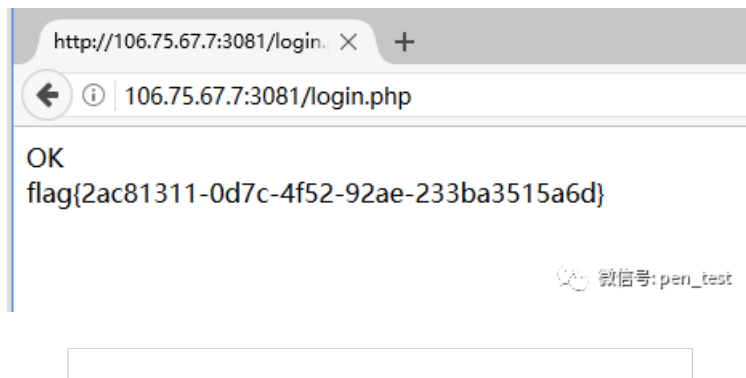 http://106.75.67.7:3081/login.
106.75.67.7:3081/login.php
OK
flag{2ac81311-0d7c-4f52-92ae-233ba3515a6d}
微信号: pen_test